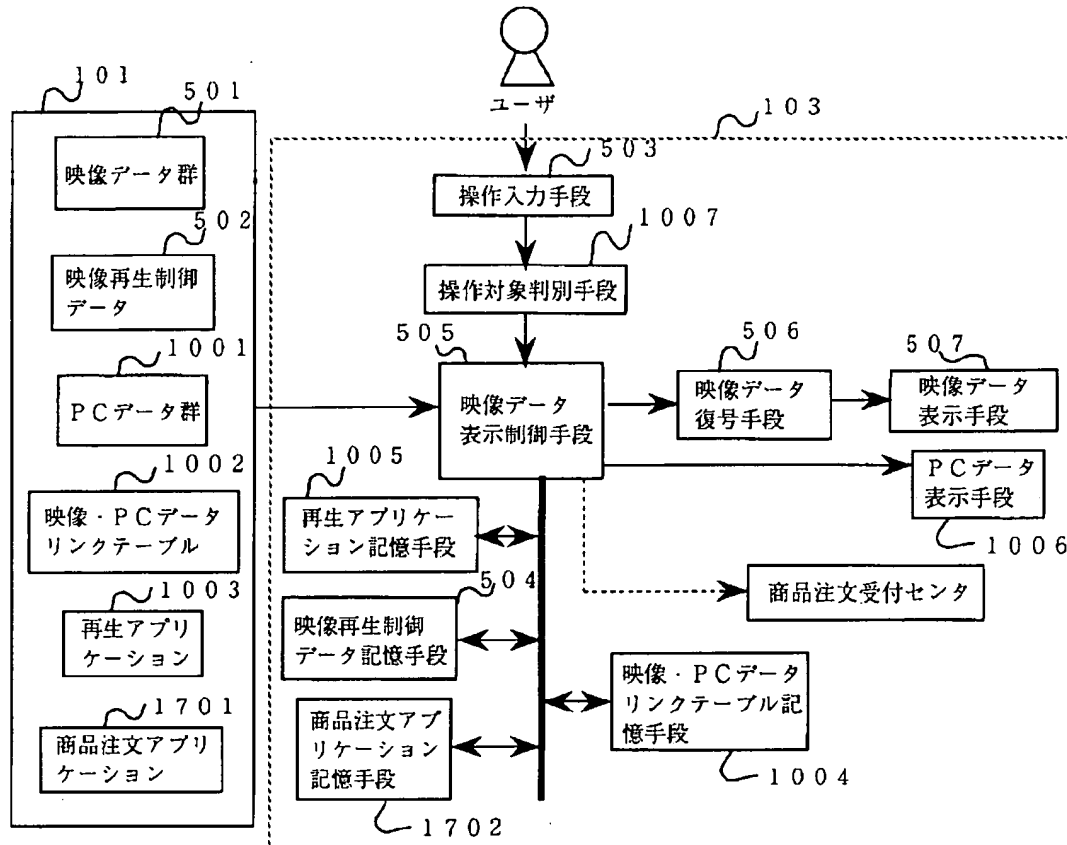 ユーザ
101
501
映像データ群
502
映像再生制御
データ
1001
PCデータ群
1002
映像・PCデータ
リンクテーブル
1003
再生アプリ
ケーション
1701
商品注文アプリ
ケーション
103
503
操作入力手段
1007
操作対象判別手段
505
映像データ
表示制御手段
506
映像データ
復号手段
507
映像データ
表示手段
PCデータ
表示手段
1006
商品注文受付センタ
1005
再生アプリケー
ション記憶手段
504
映像再生制御
データ記憶手段
商品注文アプ
リケーション
記憶手段
1702
映像・PCデータ
リンクテーブル記
憶手段
1004